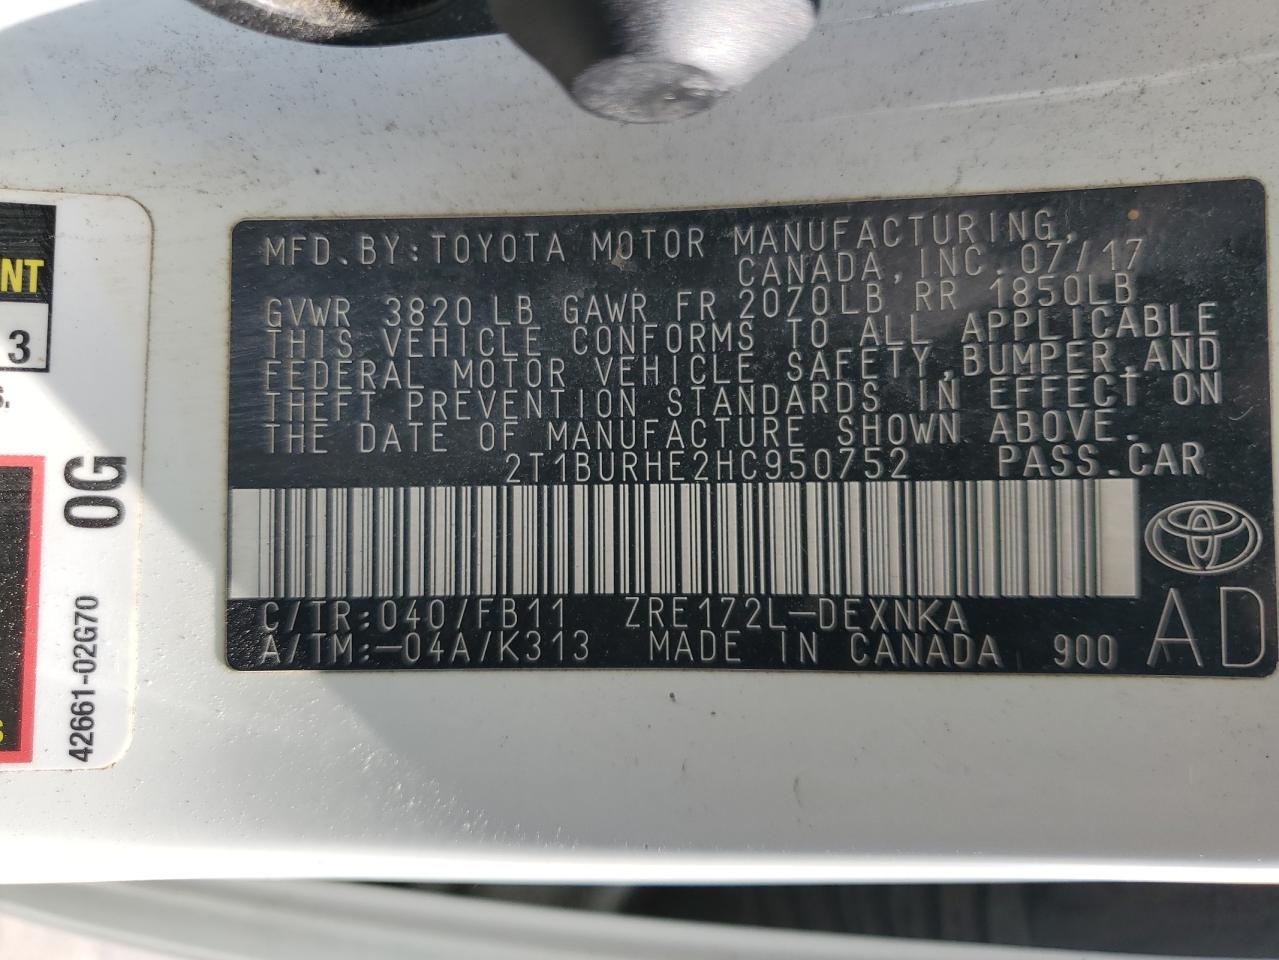 NT
3
S.
0G
42661-02G70
S
MFD.BY:TOYOTA MOTOR MANUFACTURING,
CANADA,INC.07/17
GVWR 3820 LB GAWR FR 2070LB RR 1850LB
THIS VEHICLE CONFORMS TO ALL APPLICABLE
FEDERAL MOTOR VEHICLE SAFETY,BUMPER,AND
THEFT PREVENTION STANDARDS IN EFFECT ON
THE DATE OF MANUFACTURE SHOWN ABOVE.
2T1BURHE2HC950752 PASS.CAR
C/TR:040/FB11 ZRE172L-DEXNKA
A/TM:-04A/K313 MADE IN CANADA 900 AD